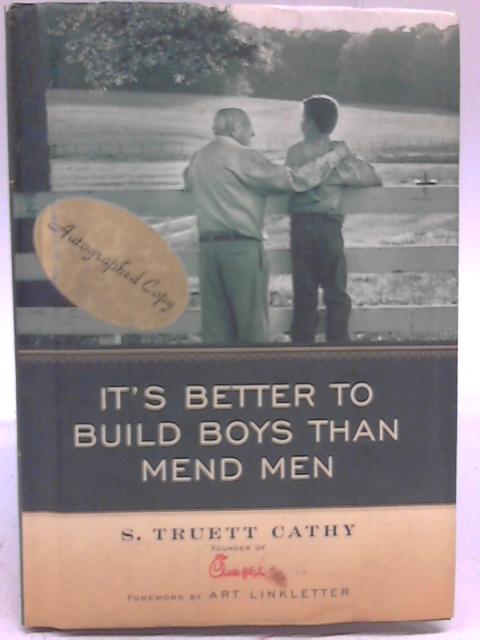 Autographed Copy
IT'S BETTER TO
BUILD BOYS THAN
MEND MEN
S. TRUETT CATHY
FOUNDER OF
Chick-fil-A
FOREWORD BY ART LINKLETTER